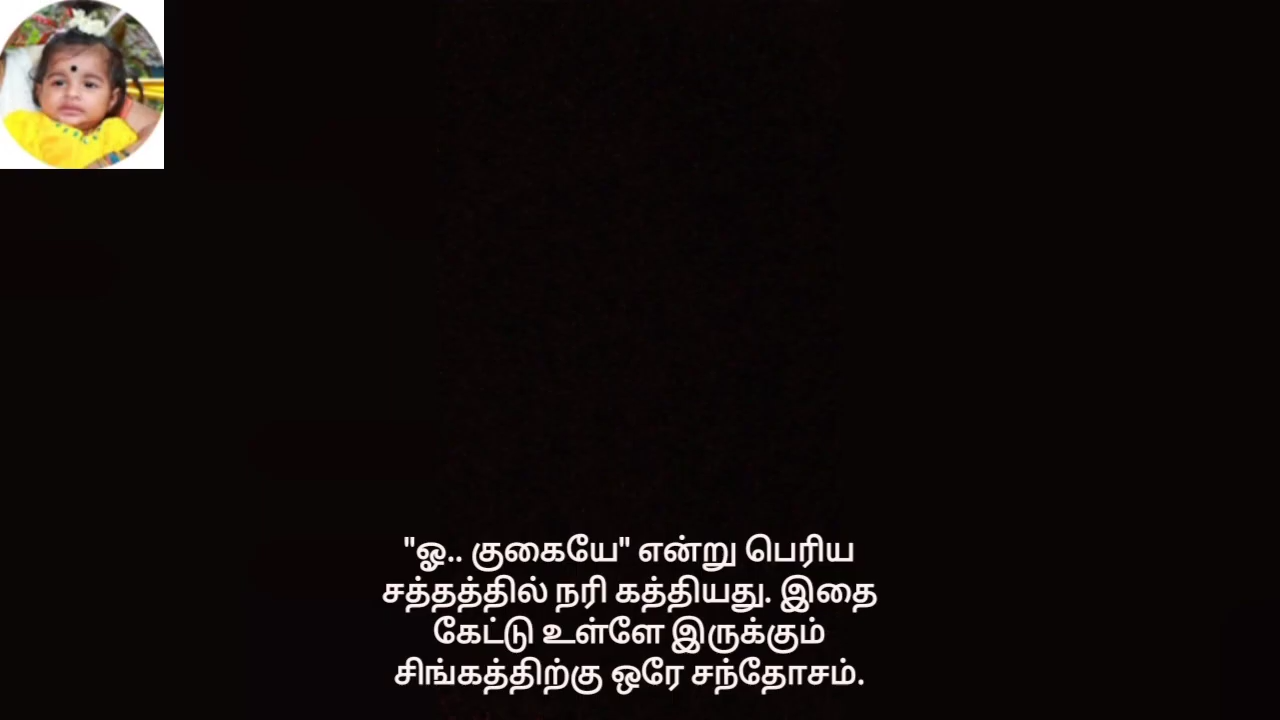 "ஓ.. குகையே" என்று பெரிய
சத்தத்தில் நரி கத்தியது. இதை
கேட்டு உள்ளே இருக்கும்
சிங்கத்திற்கு ஒரே சந்தோசம்.